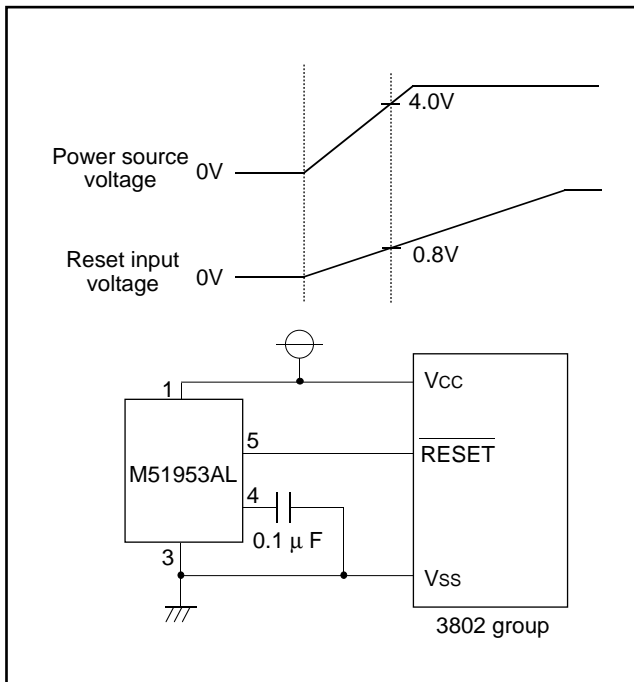 4.0V
Power source
voltage
0V
0.8V
Reset input
voltage
0V
1
VCC
5
RESET
M51953AL
4
0.1 μ F
3
VSS
3802 group